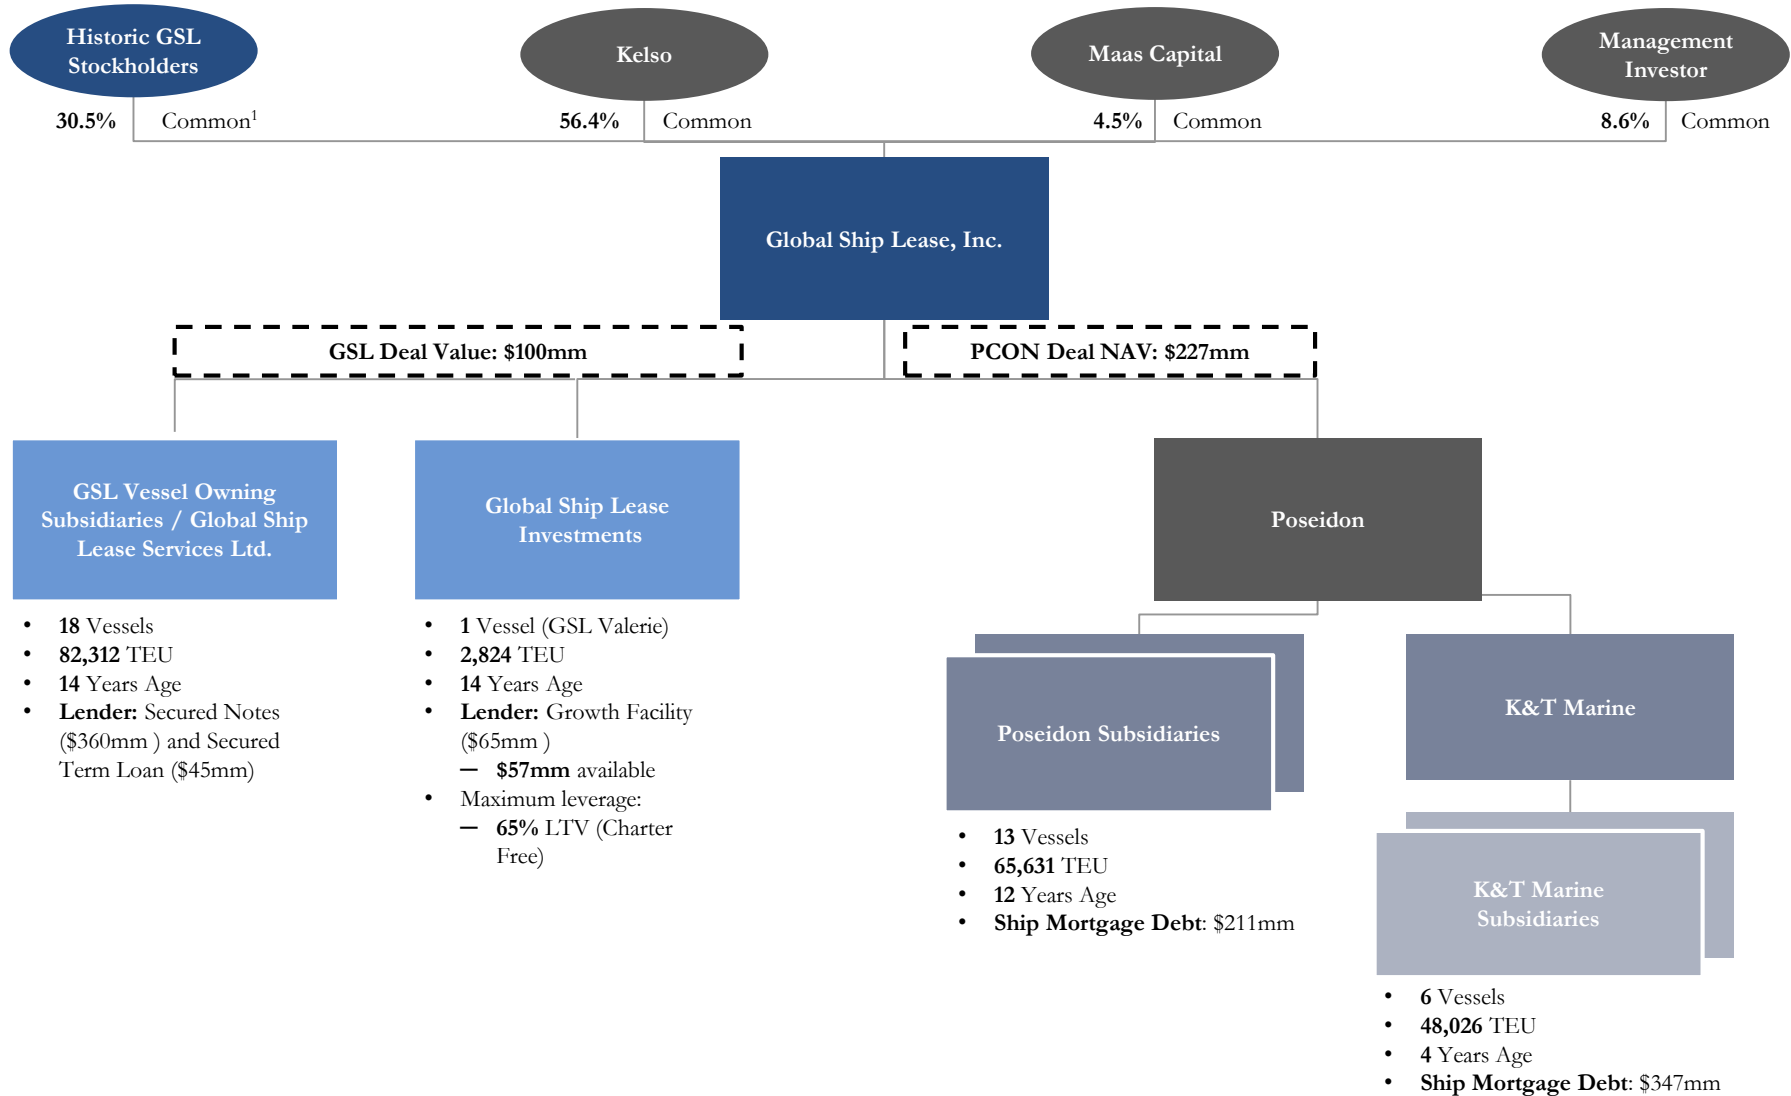 Historic GSL
Stockholders
Kelso
Maas Capital
Management
Investor
30.5% Common¹
56.4% Common
4.5% Common
8.6% Common
Global Ship Lease, Inc.
GSL Deal Value: $100mm
PCON Deal NAV: $227mm
GSL Vessel Owning
Subsidiaries / Global Ship
Lease Services Ltd.
Global Ship Lease
Investments
Poseidon
• 18 Vessels
• 82,312 TEU
• 14 Years Age
• Lender: Secured Notes
($360mm ) and Secured
Term Loan ($45mm)
• 1 Vessel (GSL Valerie)
• 2,824 TEU
• 14 Years Age
• Lender: Growth Facility
($65mm )
– $57mm available
• Maximum leverage:
– 65% LTV (Charter
Free)
Poseidon Subsidiaries
K&T Marine
• 13 Vessels
• 65,631 TEU
• 12 Years Age
• Ship Mortgage Debt: $211mm
K&T Marine
Subsidiaries
• 6 Vessels
• 48,026 TEU
• 4 Years Age
• Ship Mortgage Debt: $347mm